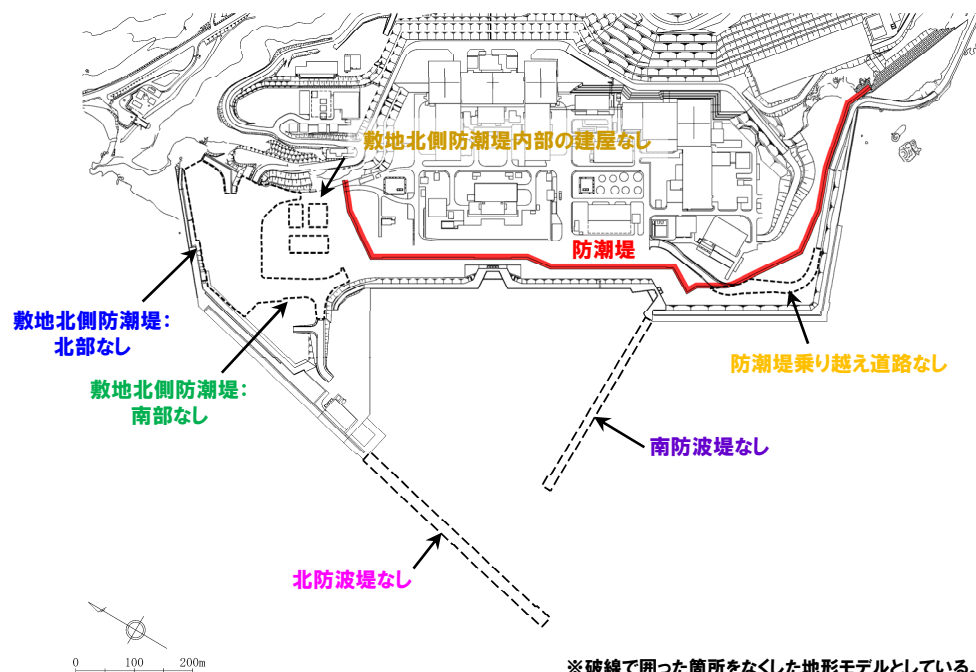 敷地北側防潮堤内部の建屋なし
防潮堤
敷地北側防潮堤：
北部なし
敷地北側防潮堤：
南部なし
防潮堤乗り越え道路なし
南防波堤なし
北防波堤なし
0 100 200m
※破線で囲った箇所をなくした地形モデルとしている。